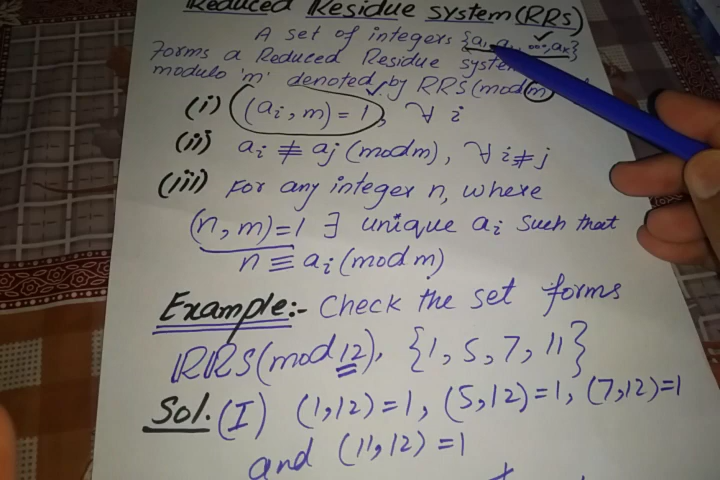 Reduced Residue System (RRS)
A set of integers {a₁, a₂, ..., aₖ}
Forms a Reduced Residue system
modulo 'm' denoted by RRS(mod m)
(i) (aᵢ, m) = 1, ∀ i
(ii) aᵢ ≢ aⱼ (mod m), ∀ i ≠ j
(iii) For any integer n, where
(n, m) = 1 ∃ unique aᵢ such that
n ≡ aᵢ (mod m)
Example:- Check the set forms
RRS(mod 12), {1, 5, 7, 11}
Sol. (I) (1,12)=1, (5,12)=1, (7,12)=1
and (11,12)=1